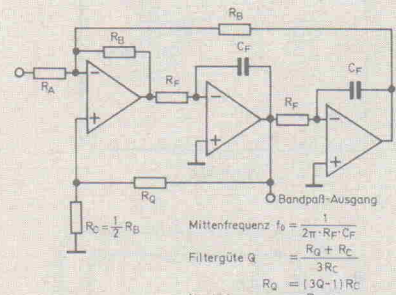 R_B
R_B
C_F
C_F
R_A
R_F
R_F
R_Q
Bandpaß-Ausgang
R_C = 1/2 R_B
Mittenfrequenz f₀ = 1 / (2π·R_F·C_F)
Filtergüte Q = (R_Q + R_C) / (3R_C)
R_Q = (3Q-1) R_C